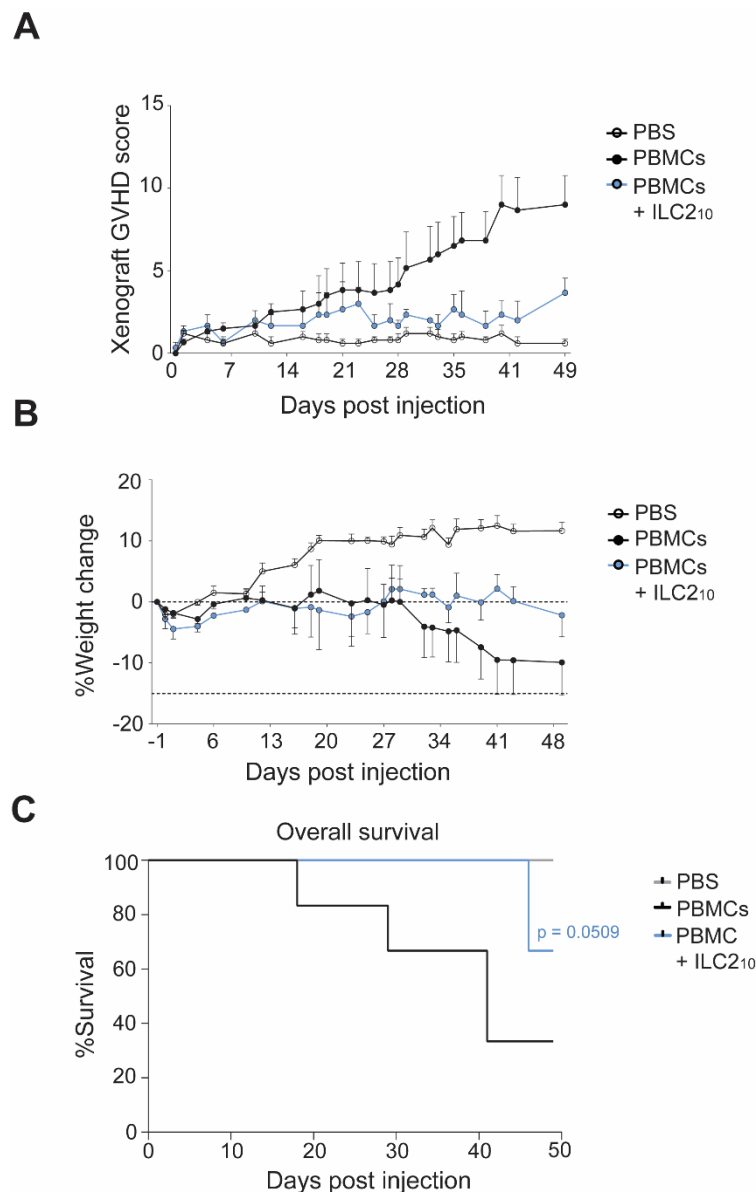 A
Xenograft GVHD score
15
10
5
0
0 7 14 21 28 35 41 49
Days post injection
PBS
PBMCs
PBMCs
+ ILC210
B
%Weight change
20
10
0
-10
-20
-1 6 13 20 27 34 41 48
Days post injection
PBS
PBMCs
PBMCs
+ ILC210
C
Overall survival
%Survival
100
80
60
40
20
0
0 10 20 30 40 50
Days post injection
p = 0.0509
PBS
PBMCs
PBMC
+ ILC210